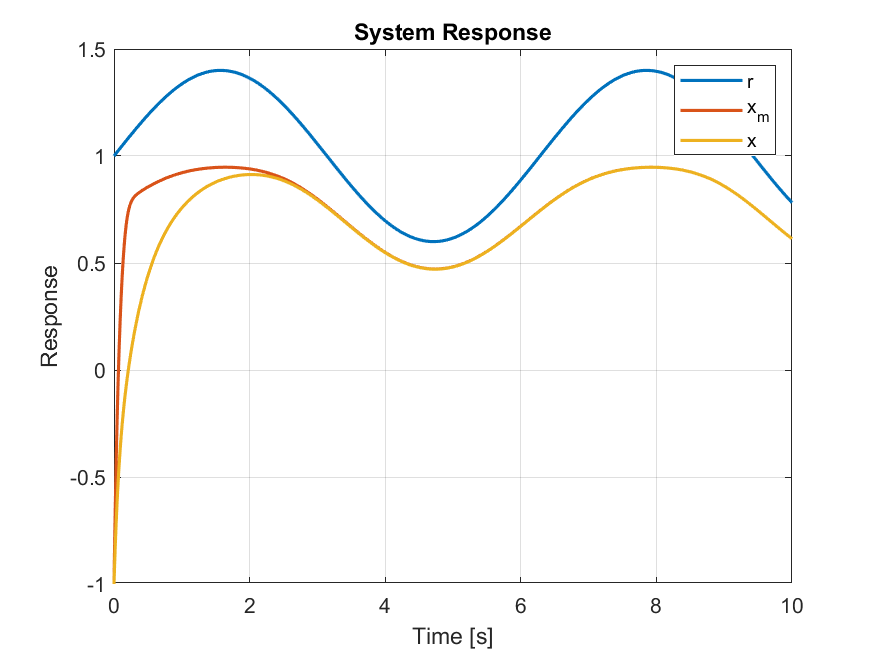 System Response
1.5
1
0.5
0
-0.5
-1
Response
0 2 4 6 8 10
Time [s]
r
x_m
x